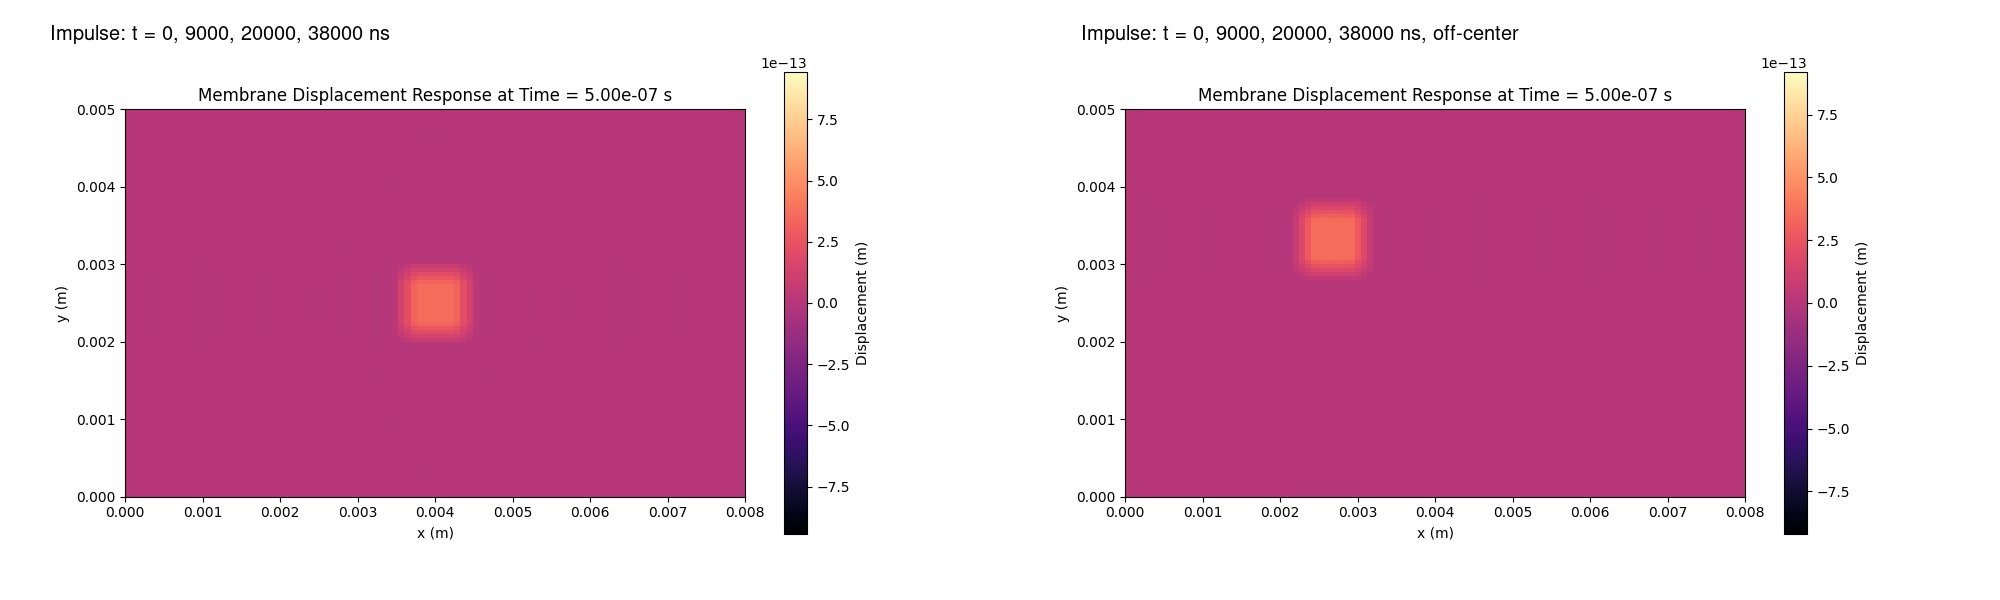 Impulse: t = 0, 9000, 20000, 38000 ns
1e−13
Membrane Displacement Response at Time = 5.00e-07 s
0.005
0.004
0.003
0.002
0.001
0.000
y (m)
0.000 0.001 0.002 0.003 0.004 0.005 0.006 0.007 0.008
x (m)
7.5
5.0
2.5
0.0
−2.5
−5.0
−7.5
Displacement (m)
Impulse: t = 0, 9000, 20000, 38000 ns, off-center
1e−13
Membrane Displacement Response at Time = 5.00e-07 s
0.005
0.004
0.003
0.002
0.001
0.000
y (m)
0.000 0.001 0.002 0.003 0.004 0.005 0.006 0.007 0.008
x (m)
7.5
5.0
2.5
0.0
−2.5
−5.0
−7.5
Displacement (m)